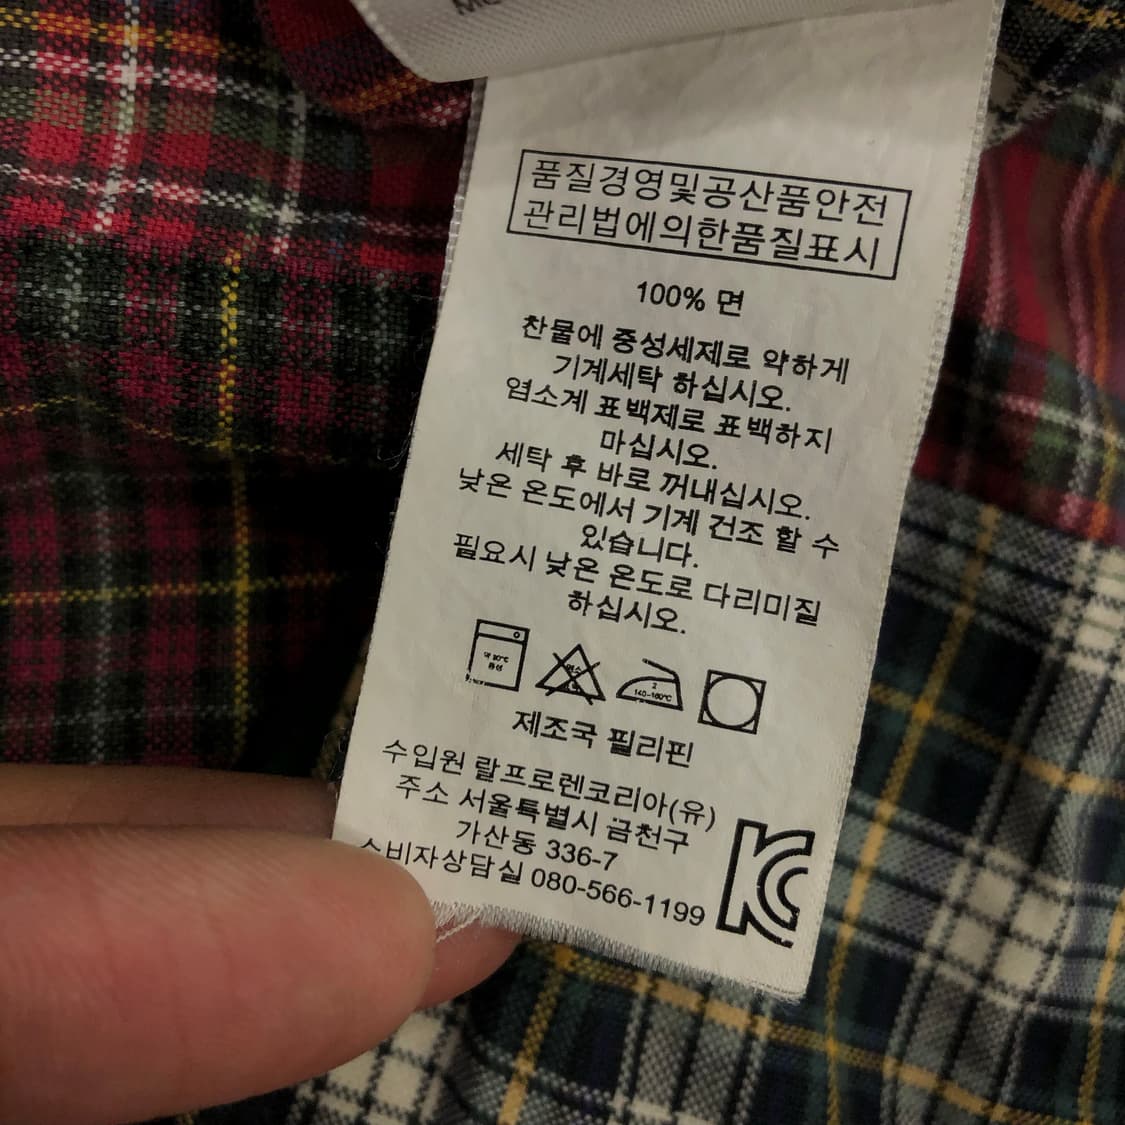 품질경영및공산품안전
관리법에의한품질표시
100% 면
찬물에 중성세제로 약하게
기계세탁 하십시오.
염소계 표백제로 표백하지
마십시오.
세탁 후 바로 꺼내십시오.
낮은 온도에서 기계 건조 할 수
있습니다.
필요시 낮은 온도로 다리미질
하십시오.
2
140-160℃
제조국 필리핀
수입원 랄프로렌코리아(유)
주소 서울특별시 금천구
가산동 336-7
소비자상담실 080-566-1199